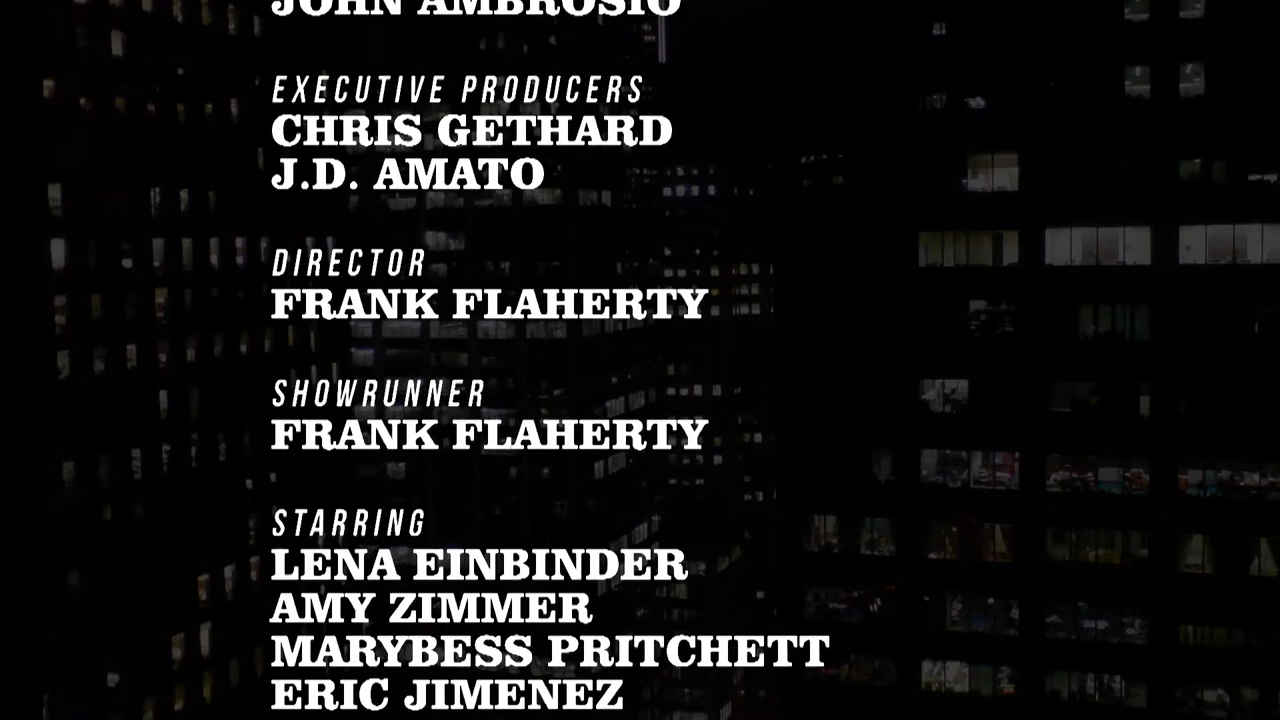 JOHN AMBROSIO
EXECUTIVE PRODUCERS
CHRIS GETHARD
J.D. AMATO
DIRECTOR
FRANK FLAHERTY
SHOWRUNNER
FRANK FLAHERTY
STARRING
LENA EINBINDER
AMY ZIMMER
MARYBESS PRITCHETT
ERIC JIMENEZ